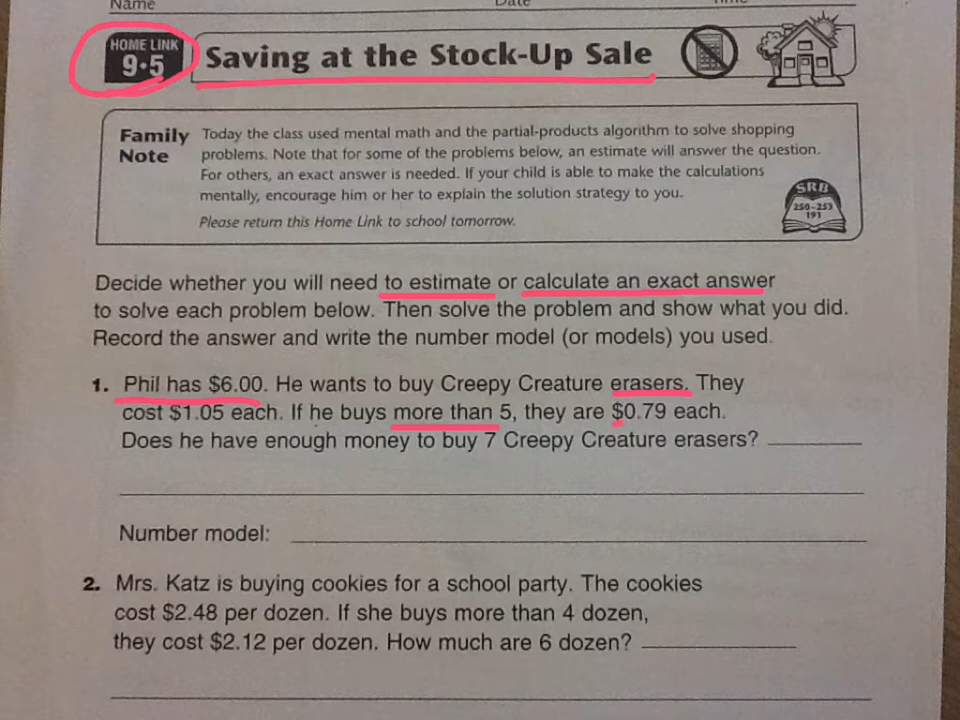 Name Date
HOME LINK
9•5
Saving at the Stock-Up Sale
Family Note
Today the class used mental math and the partial-products algorithm to solve shopping
problems. Note that for some of the problems below, an estimate will answer the question.
For others, an exact answer is needed. If your child is able to make the calculations
mentally, encourage him or her to explain the solution strategy to you.
Please return this Home Link to school tomorrow.
SRB
250–253
191
Decide whether you will need to estimate or calculate an exact answer
to solve each problem below. Then solve the problem and show what you did.
Record the answer and write the number model (or models) you used.
1. Phil has $6.00. He wants to buy Creepy Creature erasers. They
cost $1.05 each. If he buys more than 5, they are $0.79 each.
Does he have enough money to buy 7 Creepy Creature erasers?
Number model:
2. Mrs. Katz is buying cookies for a school party. The cookies
cost $2.48 per dozen. If she buys more than 4 dozen,
they cost $2.12 per dozen. How much are 6 dozen?